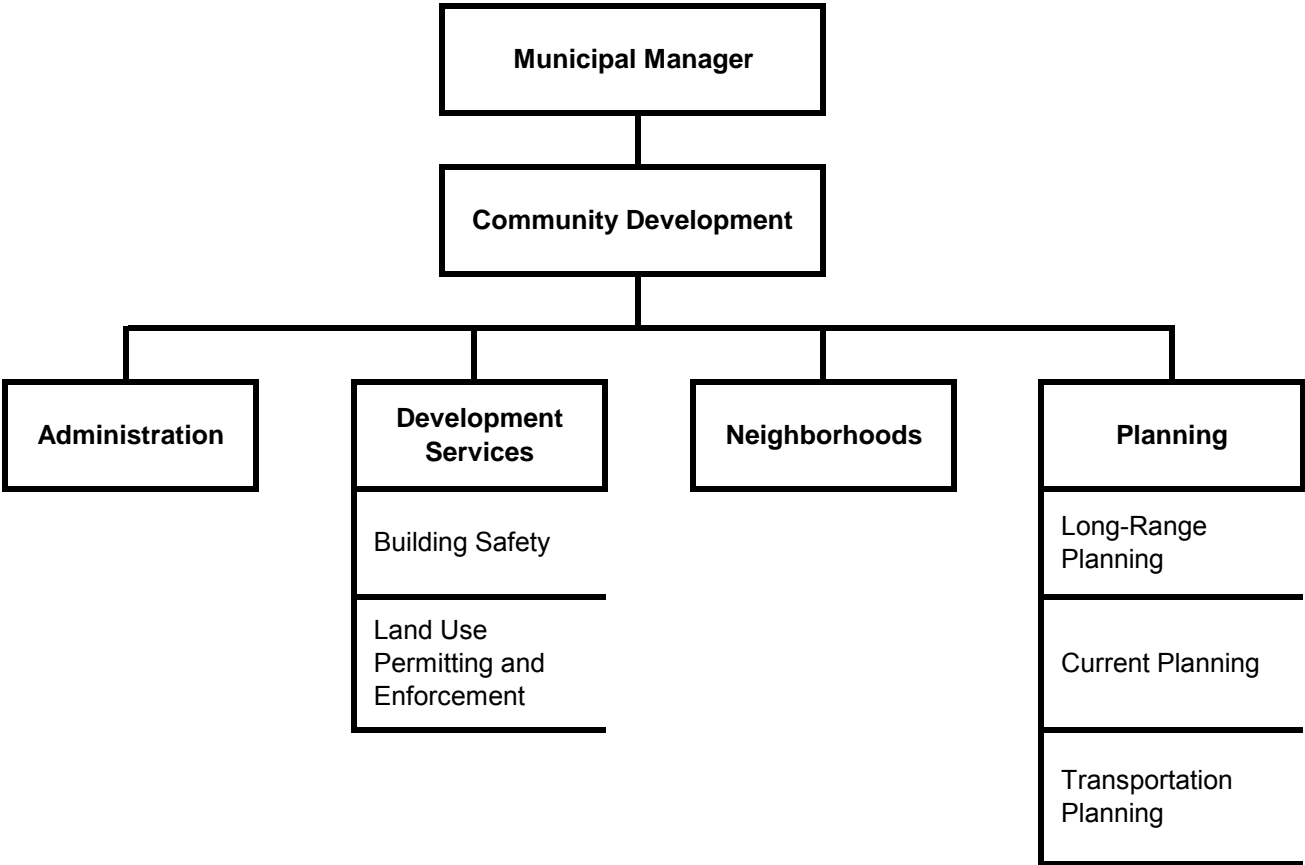 Municipal Manager
Community Development
Administration
Development
Services
Neighborhoods
Planning
Building Safety
Land Use
Permitting and
Enforcement
Long-Range
Planning
Current Planning
Transportation
Planning